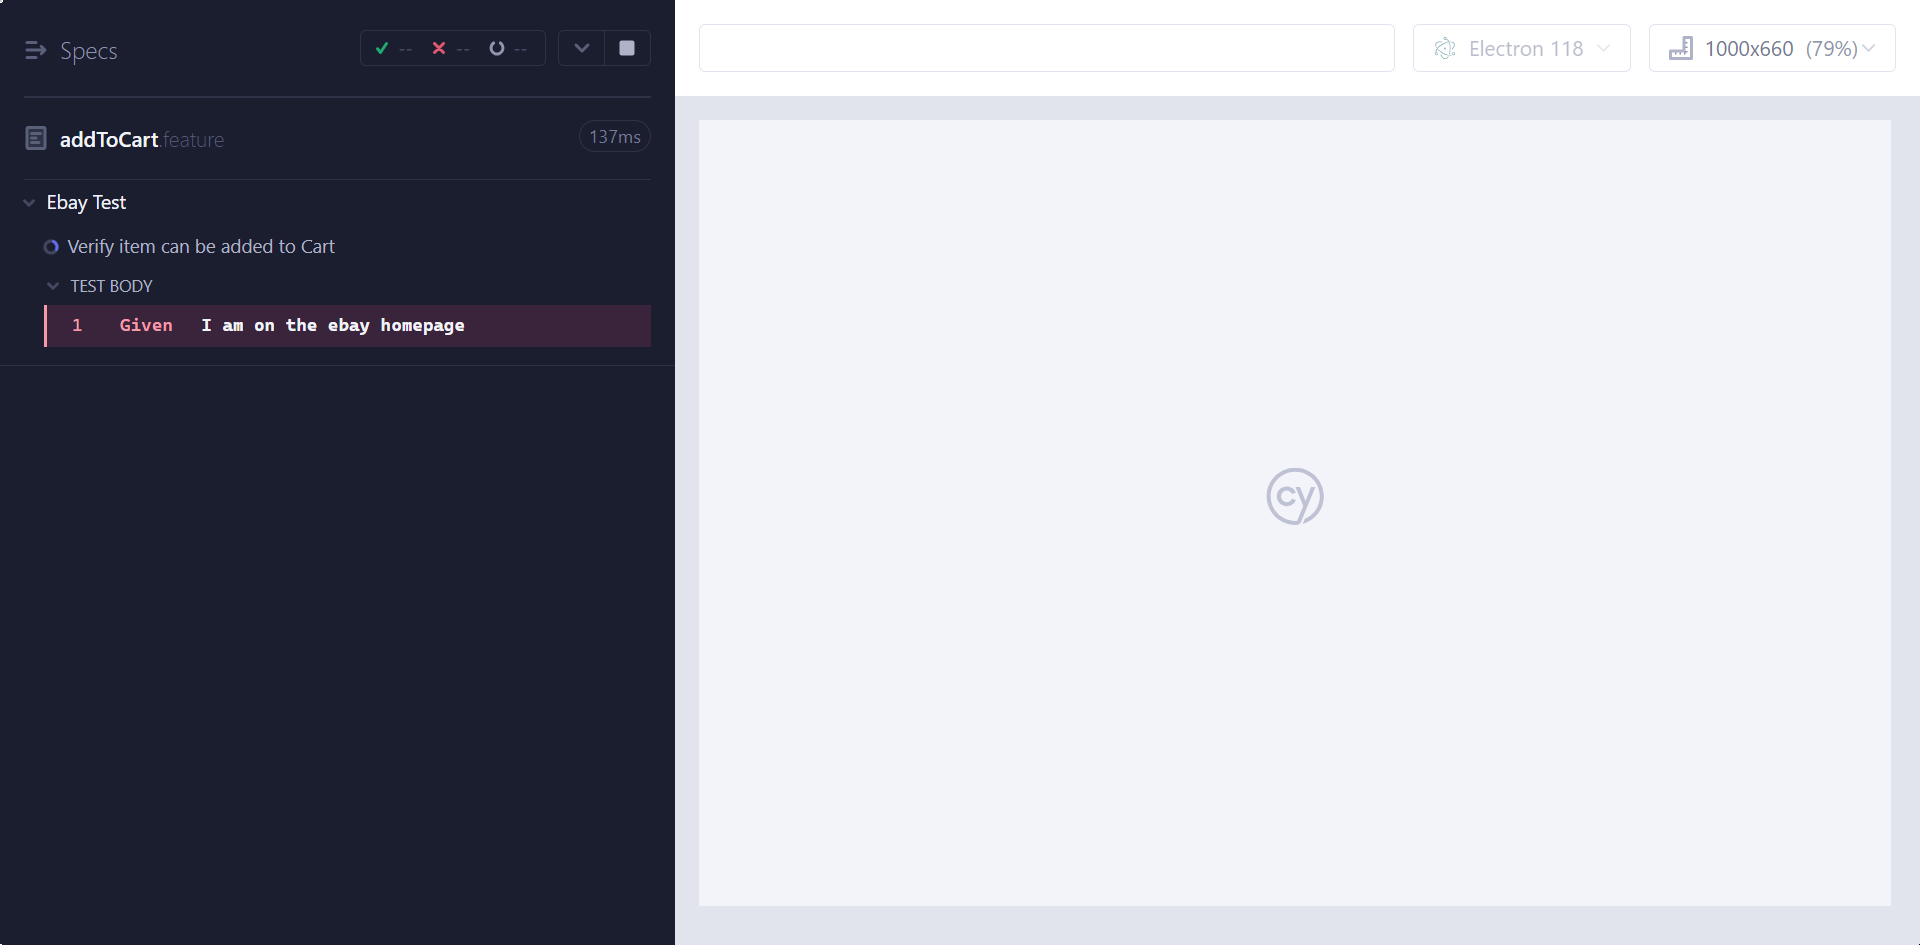 Specs
-- -- --
addToCart.feature
137ms
Ebay Test
Verify item can be added to Cart
TEST BODY
1 Given I am on the ebay homepage
Electron 118
1000x660 (79%)
cy